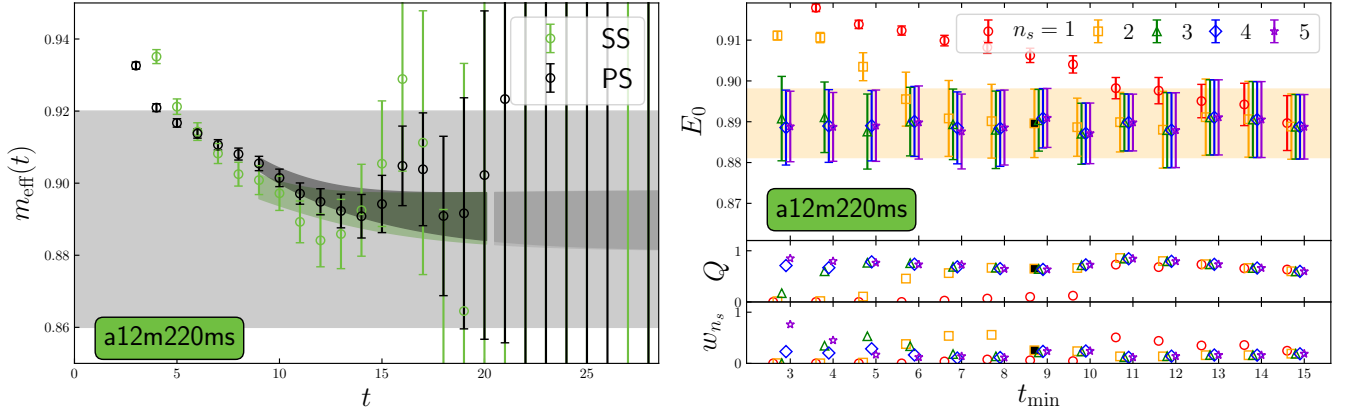 0.94
0.92
0.90
0.88
0.86
m_eff(t)
SS
PS
a12m220ms
0 5 10 15 20 25
t
0.91
0.90
0.89
0.88
0.87
E_0
n_s = 1 2 3 4 5
a12m220ms
1
0
Q
1
0
w_{n_s}
3 4 5 6 7 8 9 10 11 12 13 14 15
t_min